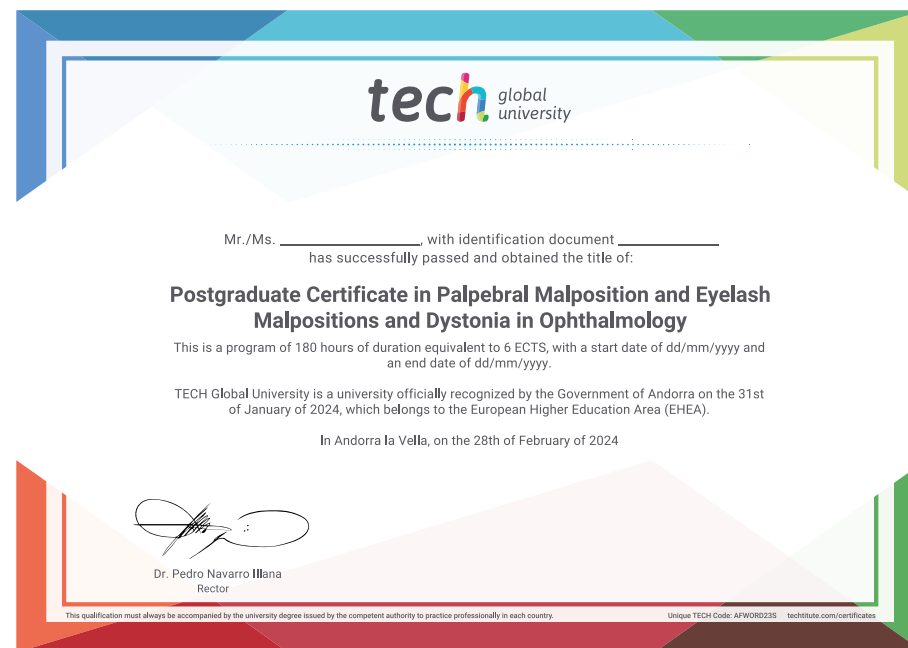 tech global university
Mr./Ms. ____________, with identification document ____________
has successfully passed and obtained the title of:
Postgraduate Certificate in Palpebral Malposition and Eyelash
Malpositions and Dystonia in Ophthalmology
This is a program of 180 hours of duration equivalent to 6 ECTS, with a start date of dd/mm/yyyy and
an end date of dd/mm/yyyy.
TECH Global University is a university officially recognized by the Government of Andorra on the 31st
of January of 2024, which belongs to the European Higher Education Area (EHEA).
In Andorra la Vella, on the 28th of February of 2024
Dr. Pedro Navarro Illana
Rector
This qualification must always be accompanied by the university degree issued by the competent authority to practice professionally in each country.
Unique TECH Code: AFWORD23S techtitute.com/certificates